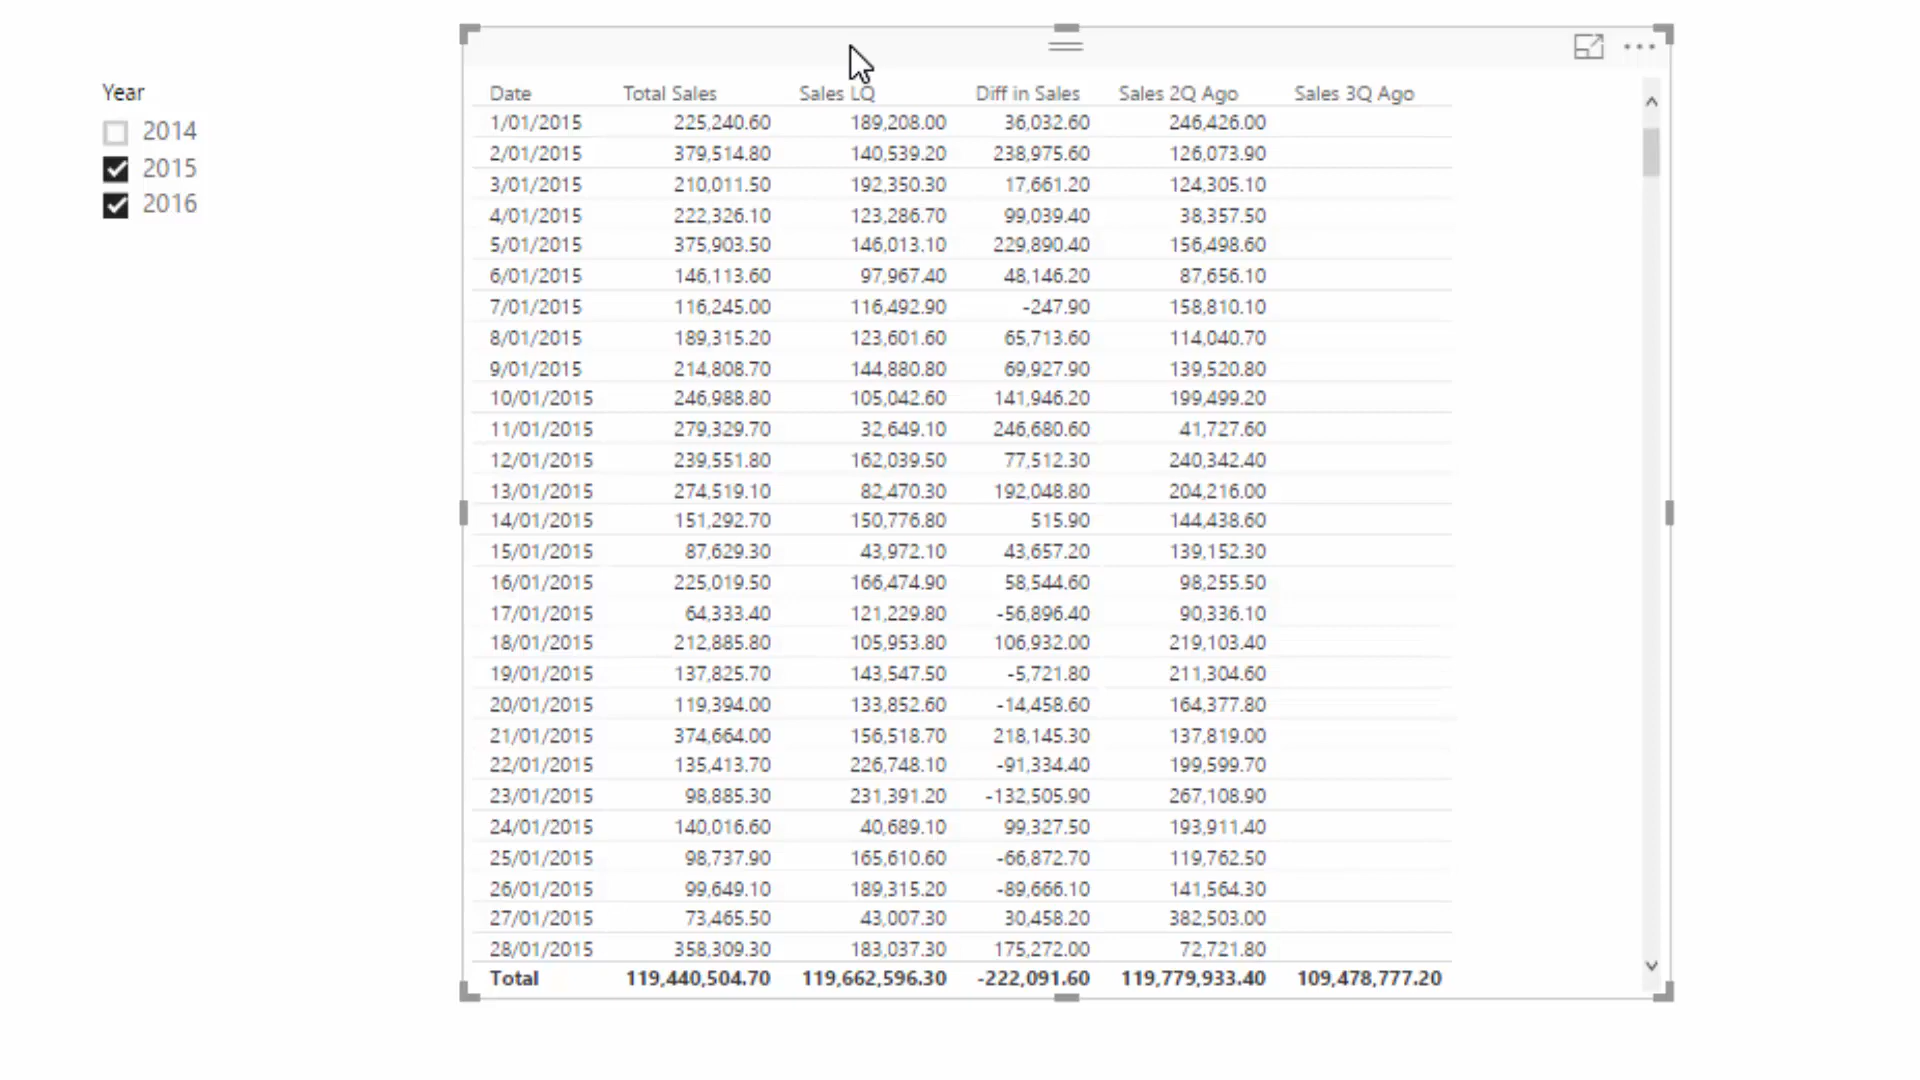 Year
2014
2015
2016
Date Total Sales Sales LQ Diff in Sales Sales 2Q Ago Sales 3Q Ago
1/01/2015 225,240.60 189,208.00 36,032.60 246,426.00
2/01/2015 379,514.80 140,539.20 238,975.60 126,073.90
3/01/2015 210,011.50 192,350.30 17,661.20 124,305.10
4/01/2015 222,326.10 123,286.70 99,039.40 38,357.50
5/01/2015 375,903.50 146,013.10 229,890.40 156,498.60
6/01/2015 146,113.60 97,967.40 48,146.20 87,656.10
7/01/2015 116,245.00 116,492.90 -247.90 158,810.10
8/01/2015 189,315.20 123,601.60 65,713.60 114,040.70
9/01/2015 214,808.70 144,880.80 69,927.90 139,520.80
10/01/2015 246,988.80 105,042.60 141,946.20 199,499.20
11/01/2015 279,329.70 32,649.10 246,680.60 41,727.60
12/01/2015 239,551.80 162,039.50 77,512.30 240,342.40
13/01/2015 274,519.10 82,470.30 192,048.80 204,216.00
14/01/2015 151,292.70 150,776.80 515.90 144,438.60
15/01/2015 87,629.30 43,972.10 43,657.20 139,152.30
16/01/2015 225,019.50 166,474.90 58,544.60 98,255.50
17/01/2015 64,333.40 121,229.80 -56,896.40 90,336.10
18/01/2015 212,885.80 105,953.80 106,932.00 219,103.40
19/01/2015 137,825.70 143,547.50 -5,721.80 211,304.60
20/01/2015 119,394.00 133,852.60 -14,458.60 164,377.80
21/01/2015 374,664.00 156,518.70 218,145.30 137,819.00
22/01/2015 135,413.70 226,748.10 -91,334.40 199,599.70
23/01/2015 98,885.30 231,391.20 -132,505.90 267,108.90
24/01/2015 140,016.60 40,689.10 99,327.50 193,911.40
25/01/2015 98,737.90 165,610.60 -66,872.70 119,762.50
26/01/2015 99,649.10 189,315.20 -89,666.10 141,564.30
27/01/2015 73,465.50 43,007.30 30,458.20 382,503.00
28/01/2015 358,309.30 183,037.30 175,272.00 72,721.80
Total 119,440,504.70 119,662,596.30 -222,091.60 119,779,933.40 109,478,777.20